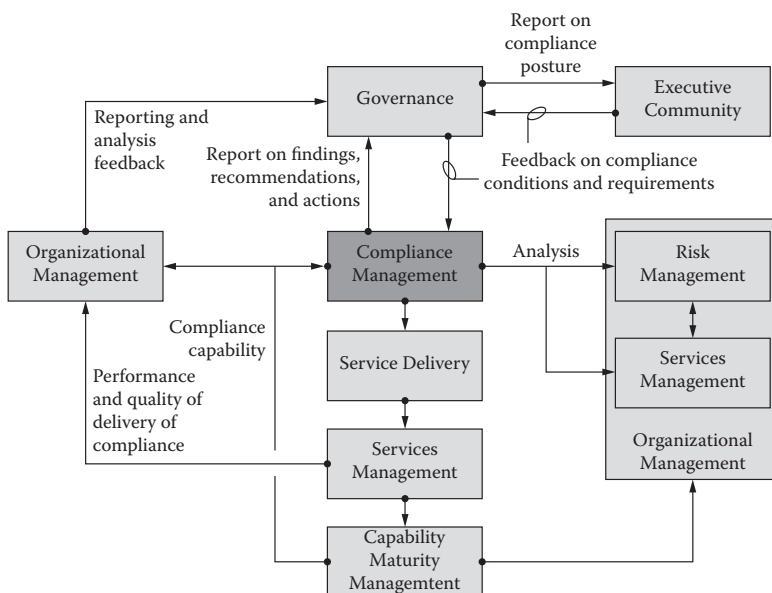 Report on
compliance
posture
Governance
Executive
Community
Reporting and
analysis
feedback
Report on findings,
recommendations,
and actions
Feedback on compliance
conditions and requirements
Organizational
Management
Compliance
Management
Analysis
Risk
Management
Compliance
capability
Service Delivery
Services
Management
Performance
and quality of
delivery of
compliance
Services
Management
Organizational
Management
Capability
Maturity
Managemtent